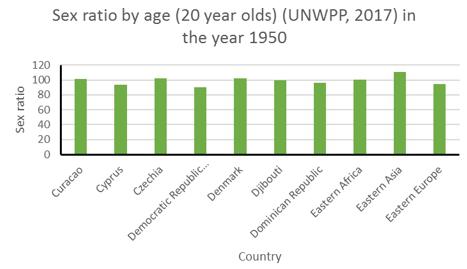 Sex ratio by age (20 year olds) (UNWPP, 2017) in
the year 1950
120
100
80
60
40
20
0
Sex ratio
Curacao
Cyprus
Czechia
Democratic Republic...
Denmark
Djibouti
Dominican Republic
Eastern Africa
Eastern Asia
Eastern Europe
Country